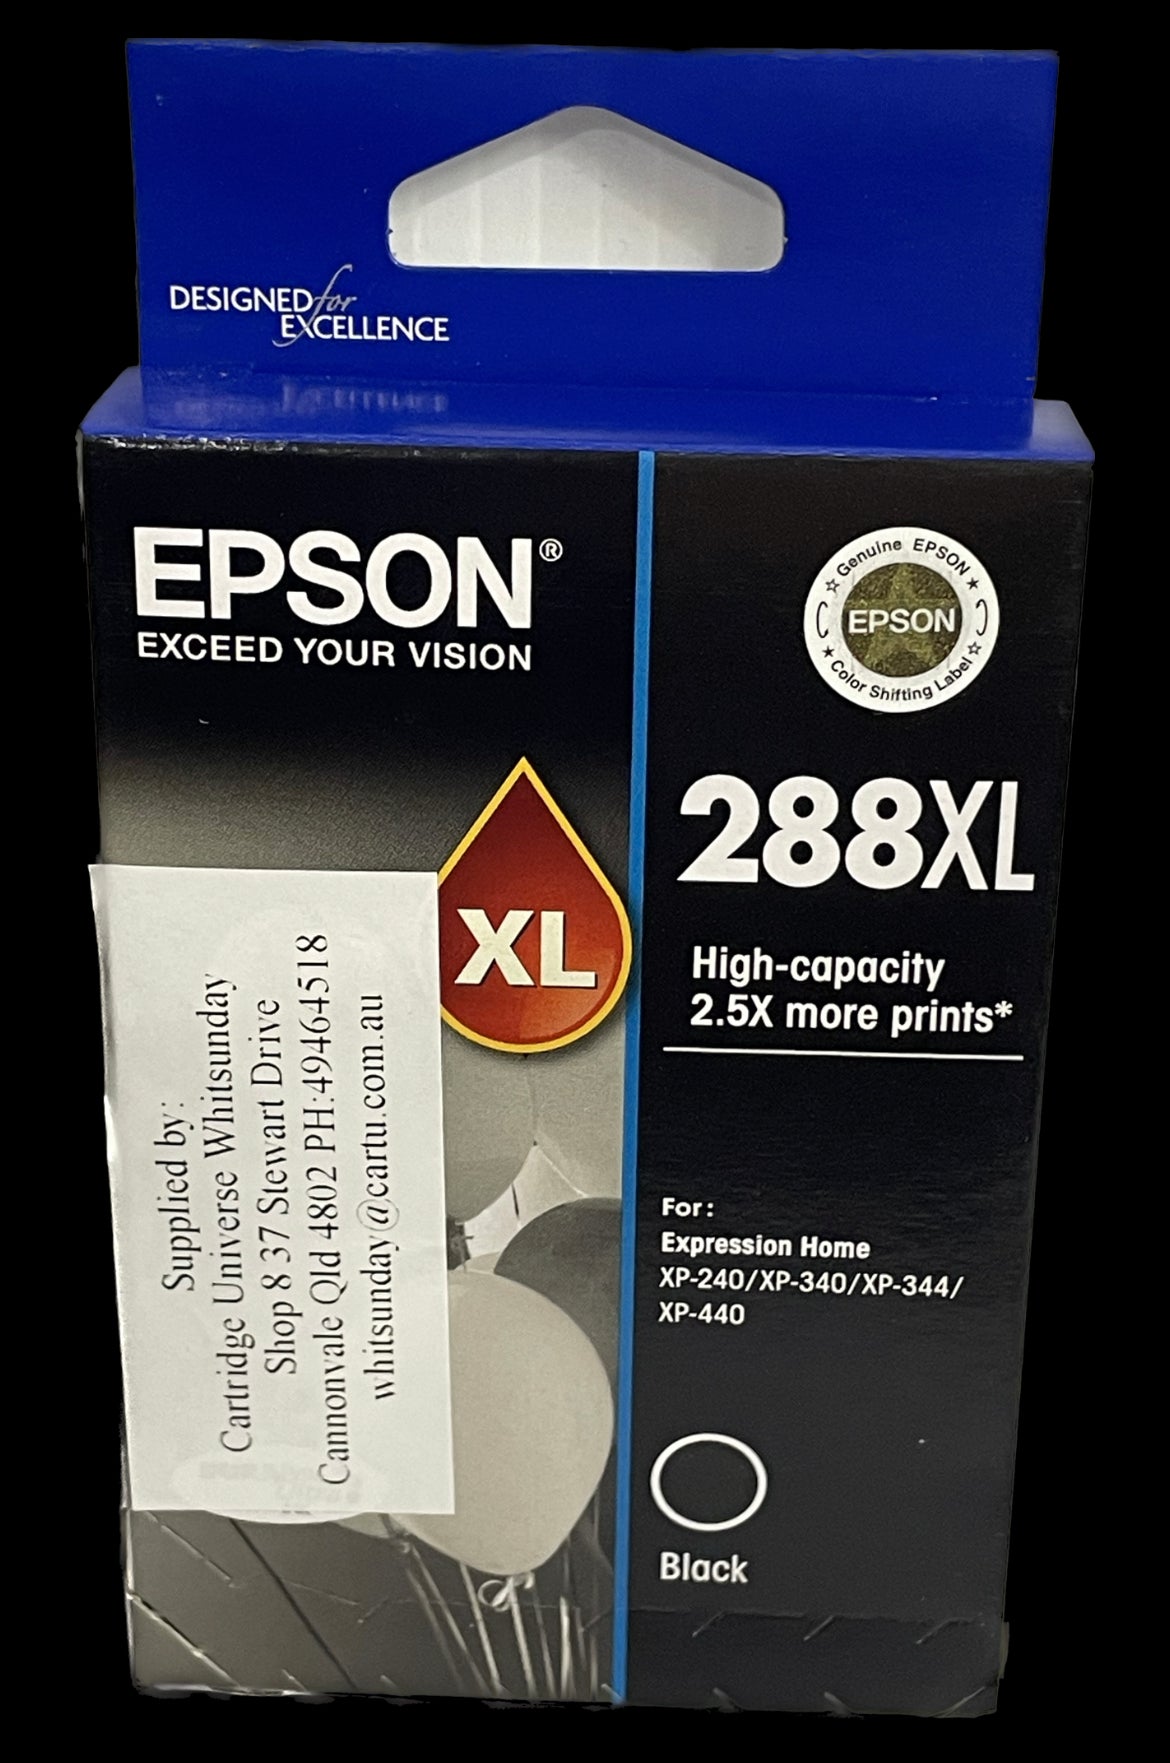 DESIGNED for
EXCELLENCE
EPSON®
EXCEED YOUR VISION
Genuine EPSON
EPSON
Color Shifting Label
288XL
XL
High-capacity
2.5X more prints*
Supplied by:
Cartridge Universe Whitsunday
Shop 8 37 Stewart Drive
Cannonvale Qld 4802 PH:49464518
whitsunday@cartu.com.au
For:
Expression Home
XP-240/XP-340/XP-344/
XP-440
Black